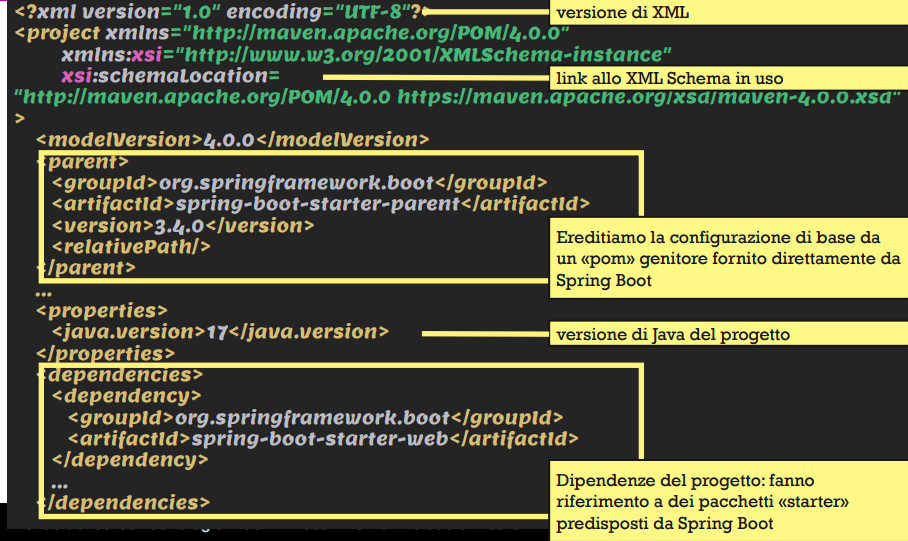 <?xml version="1.0" encoding="UTF-8"?>
versione di XML
<project xmlns="http://maven.apache.org/POM/4.0.0"
xmlns:xsi="http://www.w3.org/2001/XMLSchema-instance"
xsi:schemaLocation=
link allo XML Schema in uso
"http://maven.apache.org/POM/4.0.0 https://maven.apache.org/xsd/maven-4.0.0.xsd"
>
<modelVersion>4.0.0</modelVersion>
<parent>
<groupId>org.springframework.boot</groupId>
<artifactId>spring-boot-starter-parent</artifactId>
<version>3.4.0</version>
<relativePath/>
</parent>
Ereditiamo la configurazione di base da
un «pom» genitore fornito direttamente da
Spring Boot
...
<properties>
<java.version>17</java.version>
versione di Java del progetto
</properties>
<dependencies>
<dependency>
<groupId>org.springframework.boot</groupId>
<artifactId>spring-boot-starter-web</artifactId>
</dependency>
...
</dependencies>
Dipendenze del progetto: fanno
riferimento a dei pacchetti «starter»
predisposti da Spring Boot